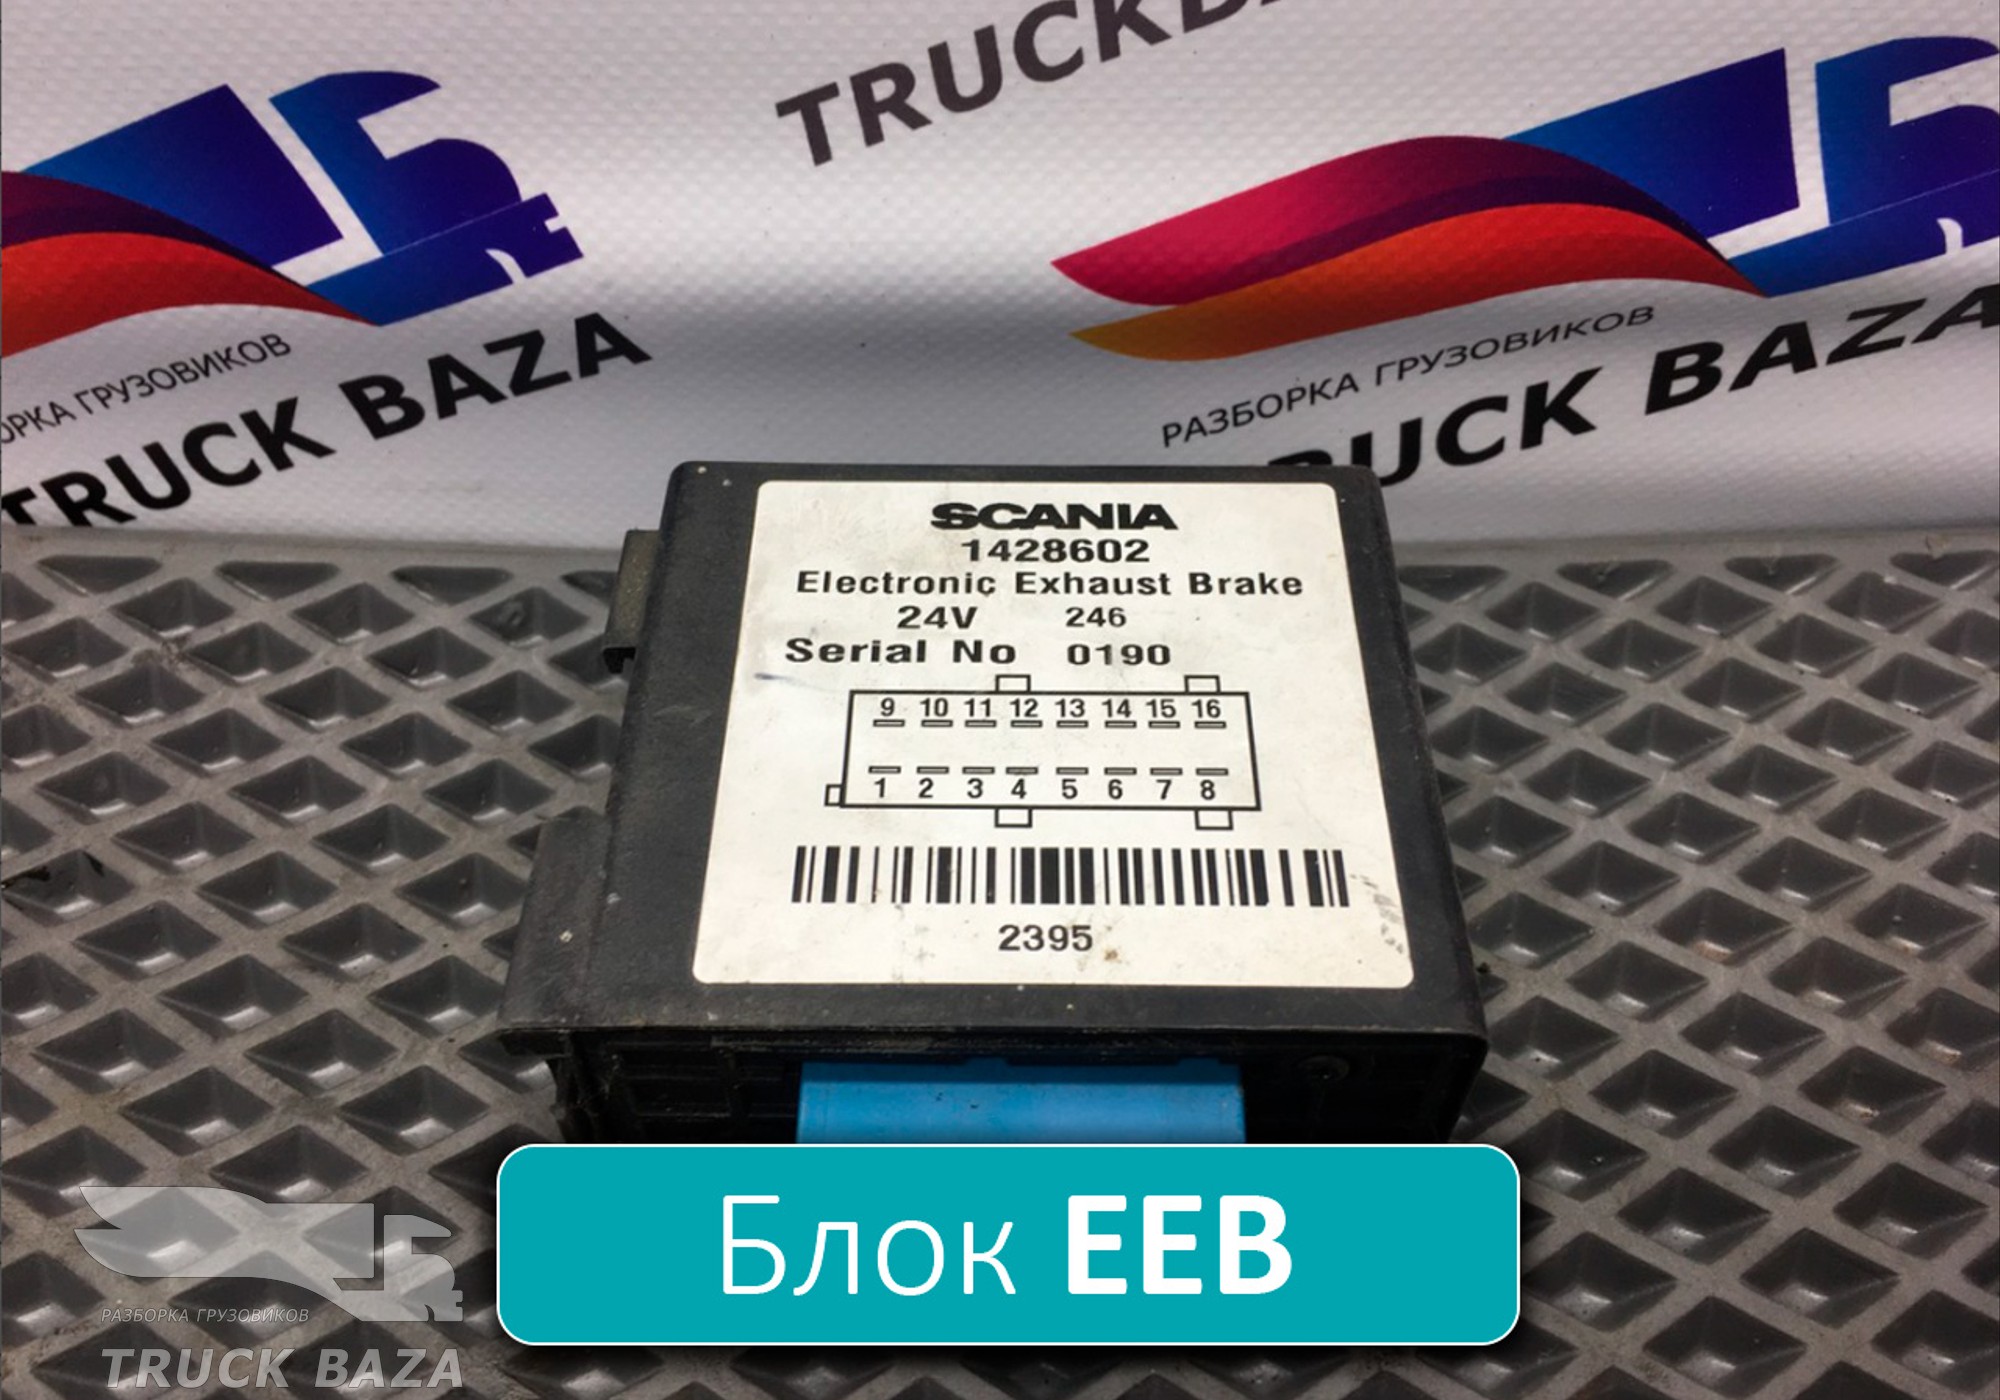 TRUCKBA
РАЗБОРКА ГРУЗОВИКОВ
TRUCK BAZA
РАЗБОРКА ГРУЗОВИКОВ
TRUCK BAZA
SCANIA
1428602
Electronic Exhaust Brake
24V 246
Serial No 0190
9 10 11 12 13 14 15 16
1 2 3 4 5 6 7 8
2395
Блок EEB
РАЗБОРКА ГРУЗОВИКОВ
TRUCK BAZA